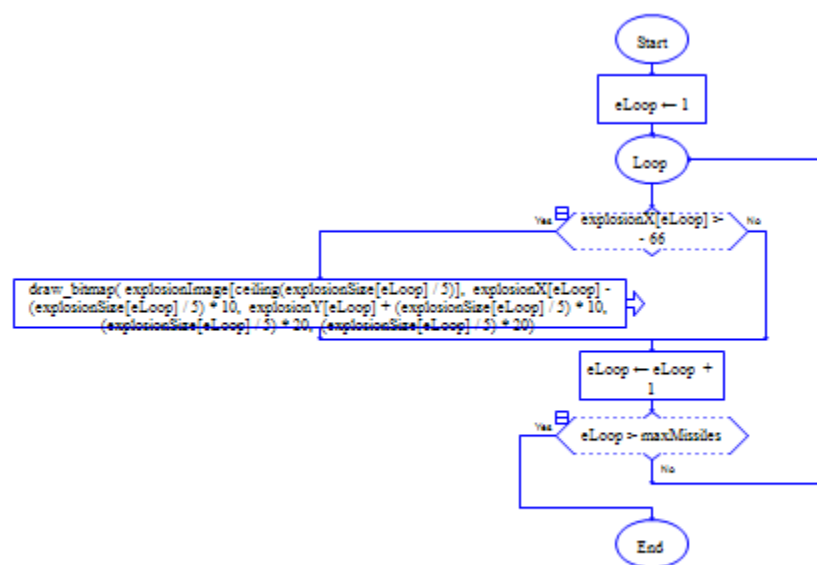 Start
eLoop ← 1
Loop
Yes
explosionX[eLoop] >
- 66
No
draw_bitmap( explosionImage[ceiling(explosionSize[eLoop] / 5)], explosionX[eLoop] -
(explosionSize[eLoop] / 5) * 10, explosionY[eLoop] + (explosionSize[eLoop] / 5) * 10,
(explosionSize[eLoop] / 5) * 20, (explosionSize[eLoop] / 5) * 20)
eLoop ← eLoop +
1
Yes
eLoop > maxMissiles
No
End